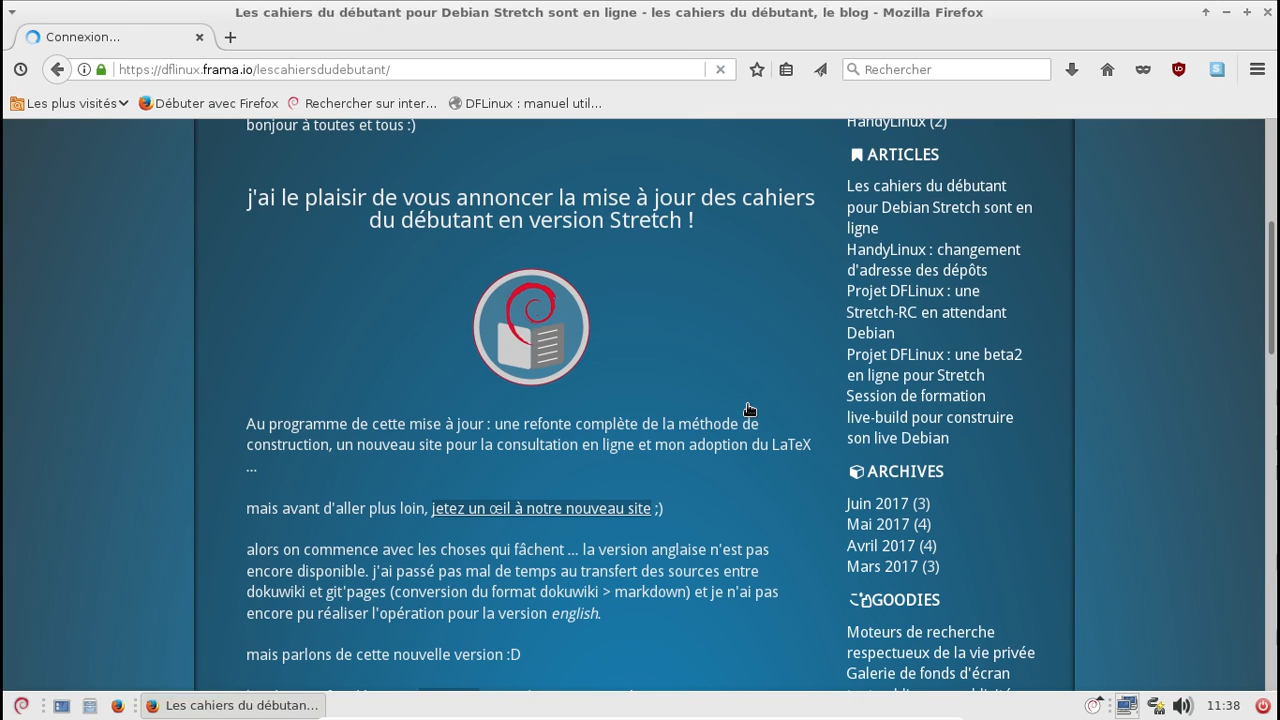 Les cahiers du débutant pour Debian Stretch sont en ligne - les cahiers du débutant, le blog - Mozilla Firefox
Connexion...
https://dflinux.frama.io/lescahiersdudebutant/
Rechercher
Les plus visités
Débuter avec Firefox
Rechercher sur inter...
DFLinux : manuel util...
bonjour à toutes et tous :)
j'ai le plaisir de vous annoncer la mise à jour des cahiers
du débutant en version Stretch !
Au programme de cette mise à jour : une refonte complète de la méthode de
construction, un nouveau site pour la consultation en ligne et mon adoption du LaTeX
...
mais avant d'aller plus loin, jetez un œil à notre nouveau site ;)
alors on commence avec les choses qui fâchent ... la version anglaise n'est pas
encore disponible. j'ai passé pas mal de temps au transfert des sources entre
dokuwiki et git'pages (conversion du format dokuwiki > markdown) et je n'ai pas
encore pu réaliser l'opération pour la version english.
mais parlons de cette nouvelle version :D
HandyLinux (2)
ARTICLES
Les cahiers du débutant
pour Debian Stretch sont en
ligne
HandyLinux : changement
d'adresse des dépôts
Projet DFLinux : une
Stretch-RC en attendant
Debian
Projet DFLinux : une beta2
en ligne pour Stretch
Session de formation
live-build pour construire
son live Debian
ARCHIVES
Juin 2017 (3)
Mai 2017 (4)
Avril 2017 (4)
Mars 2017 (3)
GOODIES
Moteurs de recherche
respectueux de la vie privée
Galerie de fonds d'écran
Les cahiers du débutan...
11:38